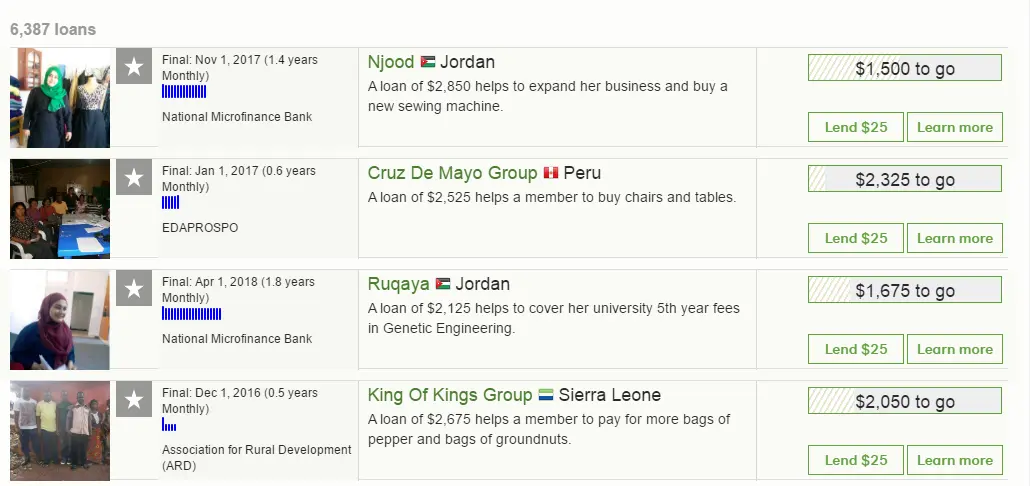 6,387 loans
Final: Nov 1, 2017 (1.4 years
Monthly)
National Microfinance Bank
Njood Jordan
A loan of $2,850 helps to expand her business and buy a
new sewing machine.
$1,500 to go
Lend $25 Learn more
Final: Jan 1, 2017 (0.6 years
Monthly)
EDAPROSPO
Cruz De Mayo Group Peru
A loan of $2,525 helps a member to buy chairs and tables.
$2,325 to go
Lend $25 Learn more
Final: Apr 1, 2018 (1.8 years
Monthly)
National Microfinance Bank
Ruqaya Jordan
A loan of $2,125 helps to cover her university 5th year fees
in Genetic Engineering.
$1,675 to go
Lend $25 Learn more
Final: Dec 1, 2016 (0.5 years
Monthly)
Association for Rural Development
(ARD)
King Of Kings Group Sierra Leone
A loan of $2,675 helps a member to pay for more bags of
pepper and bags of groundnuts.
$2,050 to go
Lend $25 Learn more